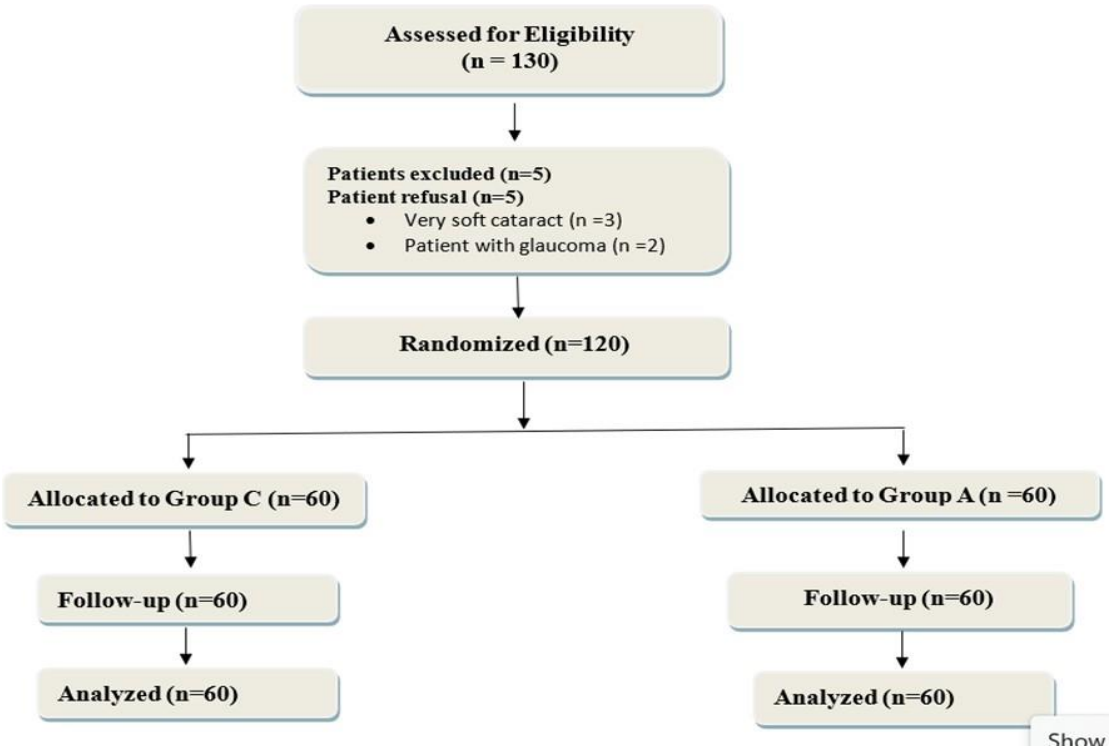 Assessed for Eligibility
(n = 130)
Patients excluded (n=5)
Patient refusal (n=5)
• Very soft cataract (n =3)
• Patient with glaucoma (n =2)
Randomized (n=120)
Allocated to Group C (n=60)
Allocated to Group A (n =60)
Follow-up (n=60)
Follow-up (n=60)
Analyzed (n=60)
Analyzed (n=60)
Show